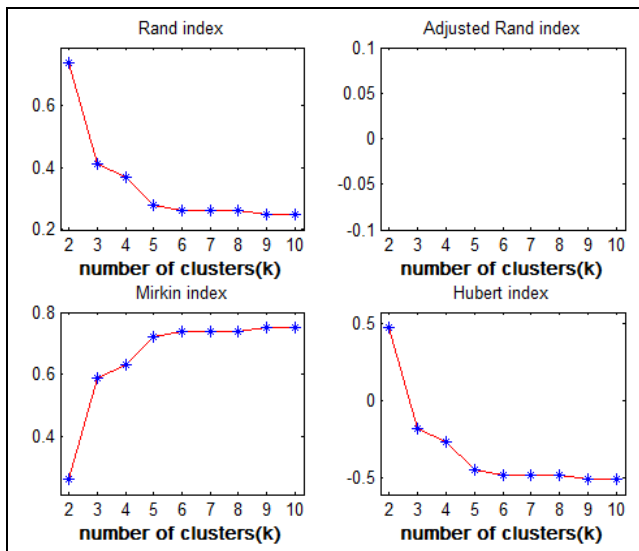 Rand index
0.6
0.4
0.2
2 3 4 5 6 7 8 9 10
number of clusters(k)
Adjusted Rand index
0.1
0.05
0
-0.05
-0.1
2 3 4 5 6 7 8 9 10
number of clusters(k)
Mirkin index
0.8
0.6
0.4
2 3 4 5 6 7 8 9 10
number of clusters(k)
Hubert index
0.5
0
-0.5
2 3 4 5 6 7 8 9 10
number of clusters(k)